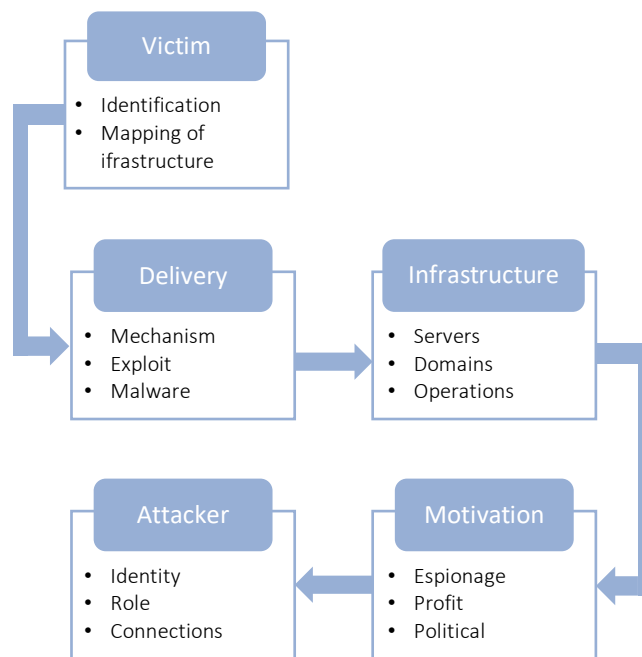 Victim
• Identification
• Mapping of
ifrastructure
Delivery
• Mechanism
• Exploit
• Malware
Infrastructure
• Servers
• Domains
• Operations
Attacker
• Identity
• Role
• Connections
Motivation
• Espionage
• Profit
• Political